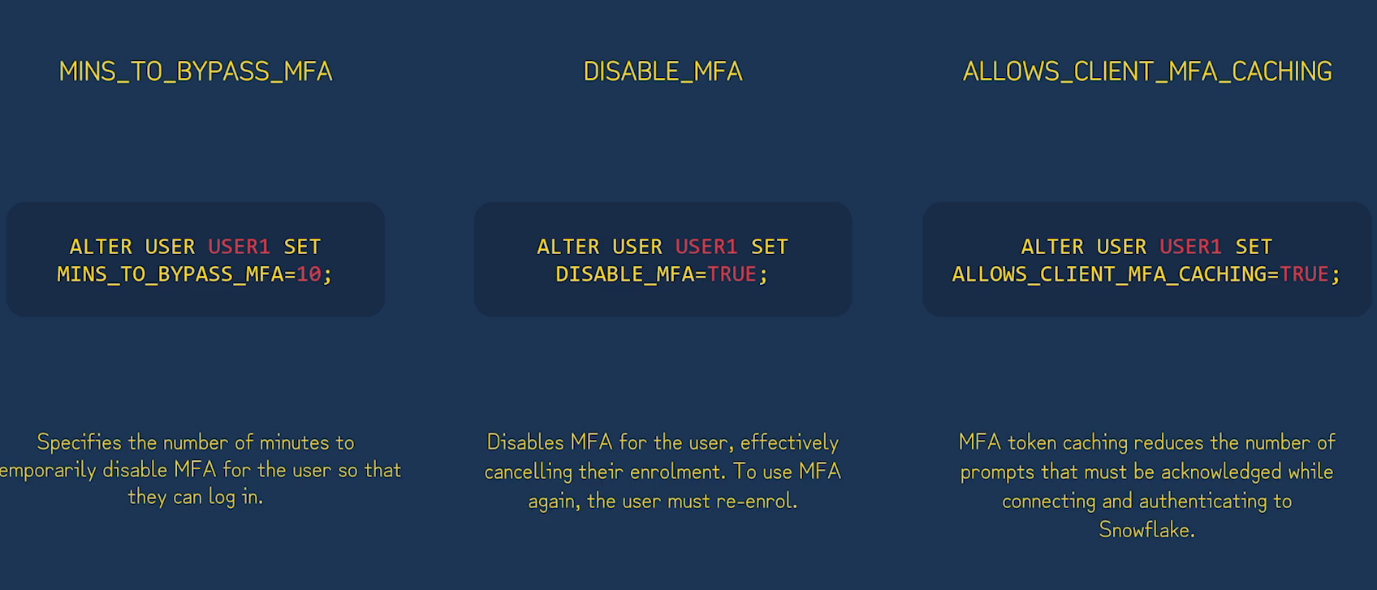 MINS_TO_BYPASS_MFA
ALTER USER USER1 SET
MINS_TO_BYPASS_MFA=10;
Specifies the number of minutes to
emporarily disable MFA for the user so that
they can log in.
DISABLE_MFA
ALTER USER USER1 SET
DISABLE_MFA=TRUE;
Disables MFA for the user, effectively
cancelling their enrolment. To use MFA
again, the user must re-enrol.
ALLOWS_CLIENT_MFA_CACHING
ALTER USER USER1 SET
ALLOWS_CLIENT_MFA_CACHING=TRUE;
MFA token caching reduces the number of
prompts that must be acknowledged while
connecting and authenticating to
Snowflake.